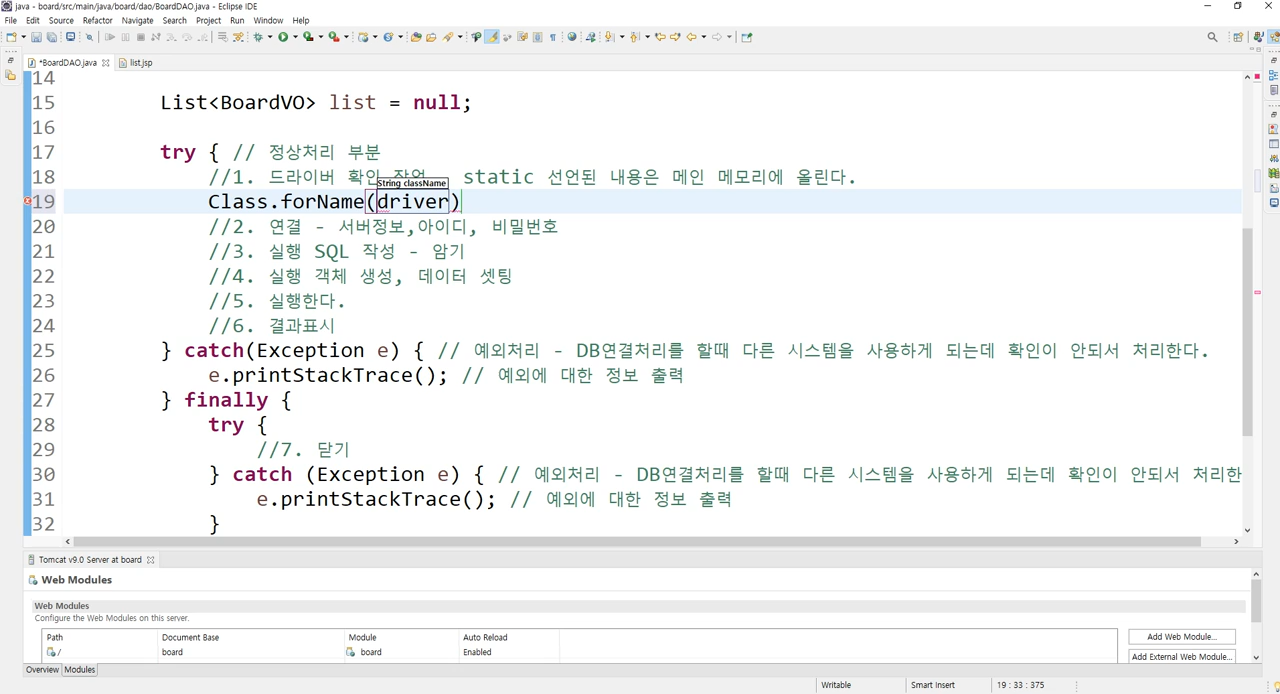 java - board/src/main/java/board/dao/BoardDAO.java - Eclipse IDE
File Edit Source Refactor Navigate Search Project Run Window Help
*BoardDAO.java list.jsp
14
15 List<BoardVO> list = null;
16
17 try { // 정상처리 부분
18 //1. 드라이버 확인 작업 static 선언된 내용은 메인 메모리에 올린다.
String className
19 Class.forName(driver)
20 //2. 연결 - 서버정보,아이디, 비밀번호
21 //3. 실행 SQL 작성 - 암기
22 //4. 실행 객체 생성, 데이터 셋팅
23 //5. 실행한다.
24 //6. 결과표시
25 } catch(Exception e) { // 예외처리 - DB연결처리를 할때 다른 시스템을 사용하게 되는데 확인이 안되서 처리한다.
26 e.printStackTrace(); // 예외에 대한 정보 출력
27 } finally {
28 try {
29 //7. 닫기
30 } catch (Exception e) { // 예외처리 - DB연결처리를 할때 다른 시스템을 사용하게 되는데 확인이 안되서 처리한
31 e.printStackTrace(); // 예외에 대한 정보 출력
32 }
Tomcat v9.0 Server at board
Web Modules
Web Modules
Configure the Web Modules on this server.
Path Document Base Module Auto Reload
/ board board Enabled
Add Web Module...
Add External Web Module...
Overview Modules
Writable Smart Insert 19 : 33 : 375